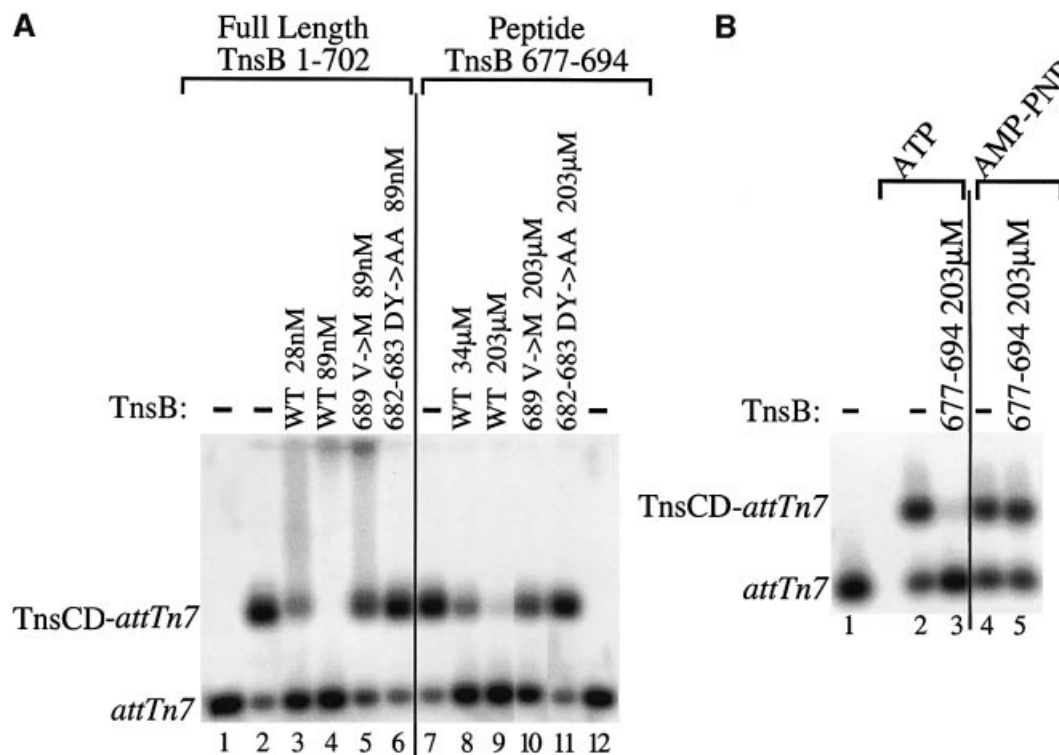 A
Full Length
TnsB 1-702
Peptide
TnsB 677-694
TnsB:
-
-
WT 28nM
WT 89nM
689 V->M 89nM
682-683 DY->AA 89nM
-
WT 34µM
WT 203µM
689 V->M 203µM
682-683 DY->AA 203µM
-
TnsCD-attTn7
attTn7
1 2 3 4 5 6 7 8 9 10 11 12
B
ATP
AMP-PNP
TnsB:
-
-
677-694 203µM
-
677-694 203µM
TnsCD-attTn7
attTn7
1 2 3 4 5